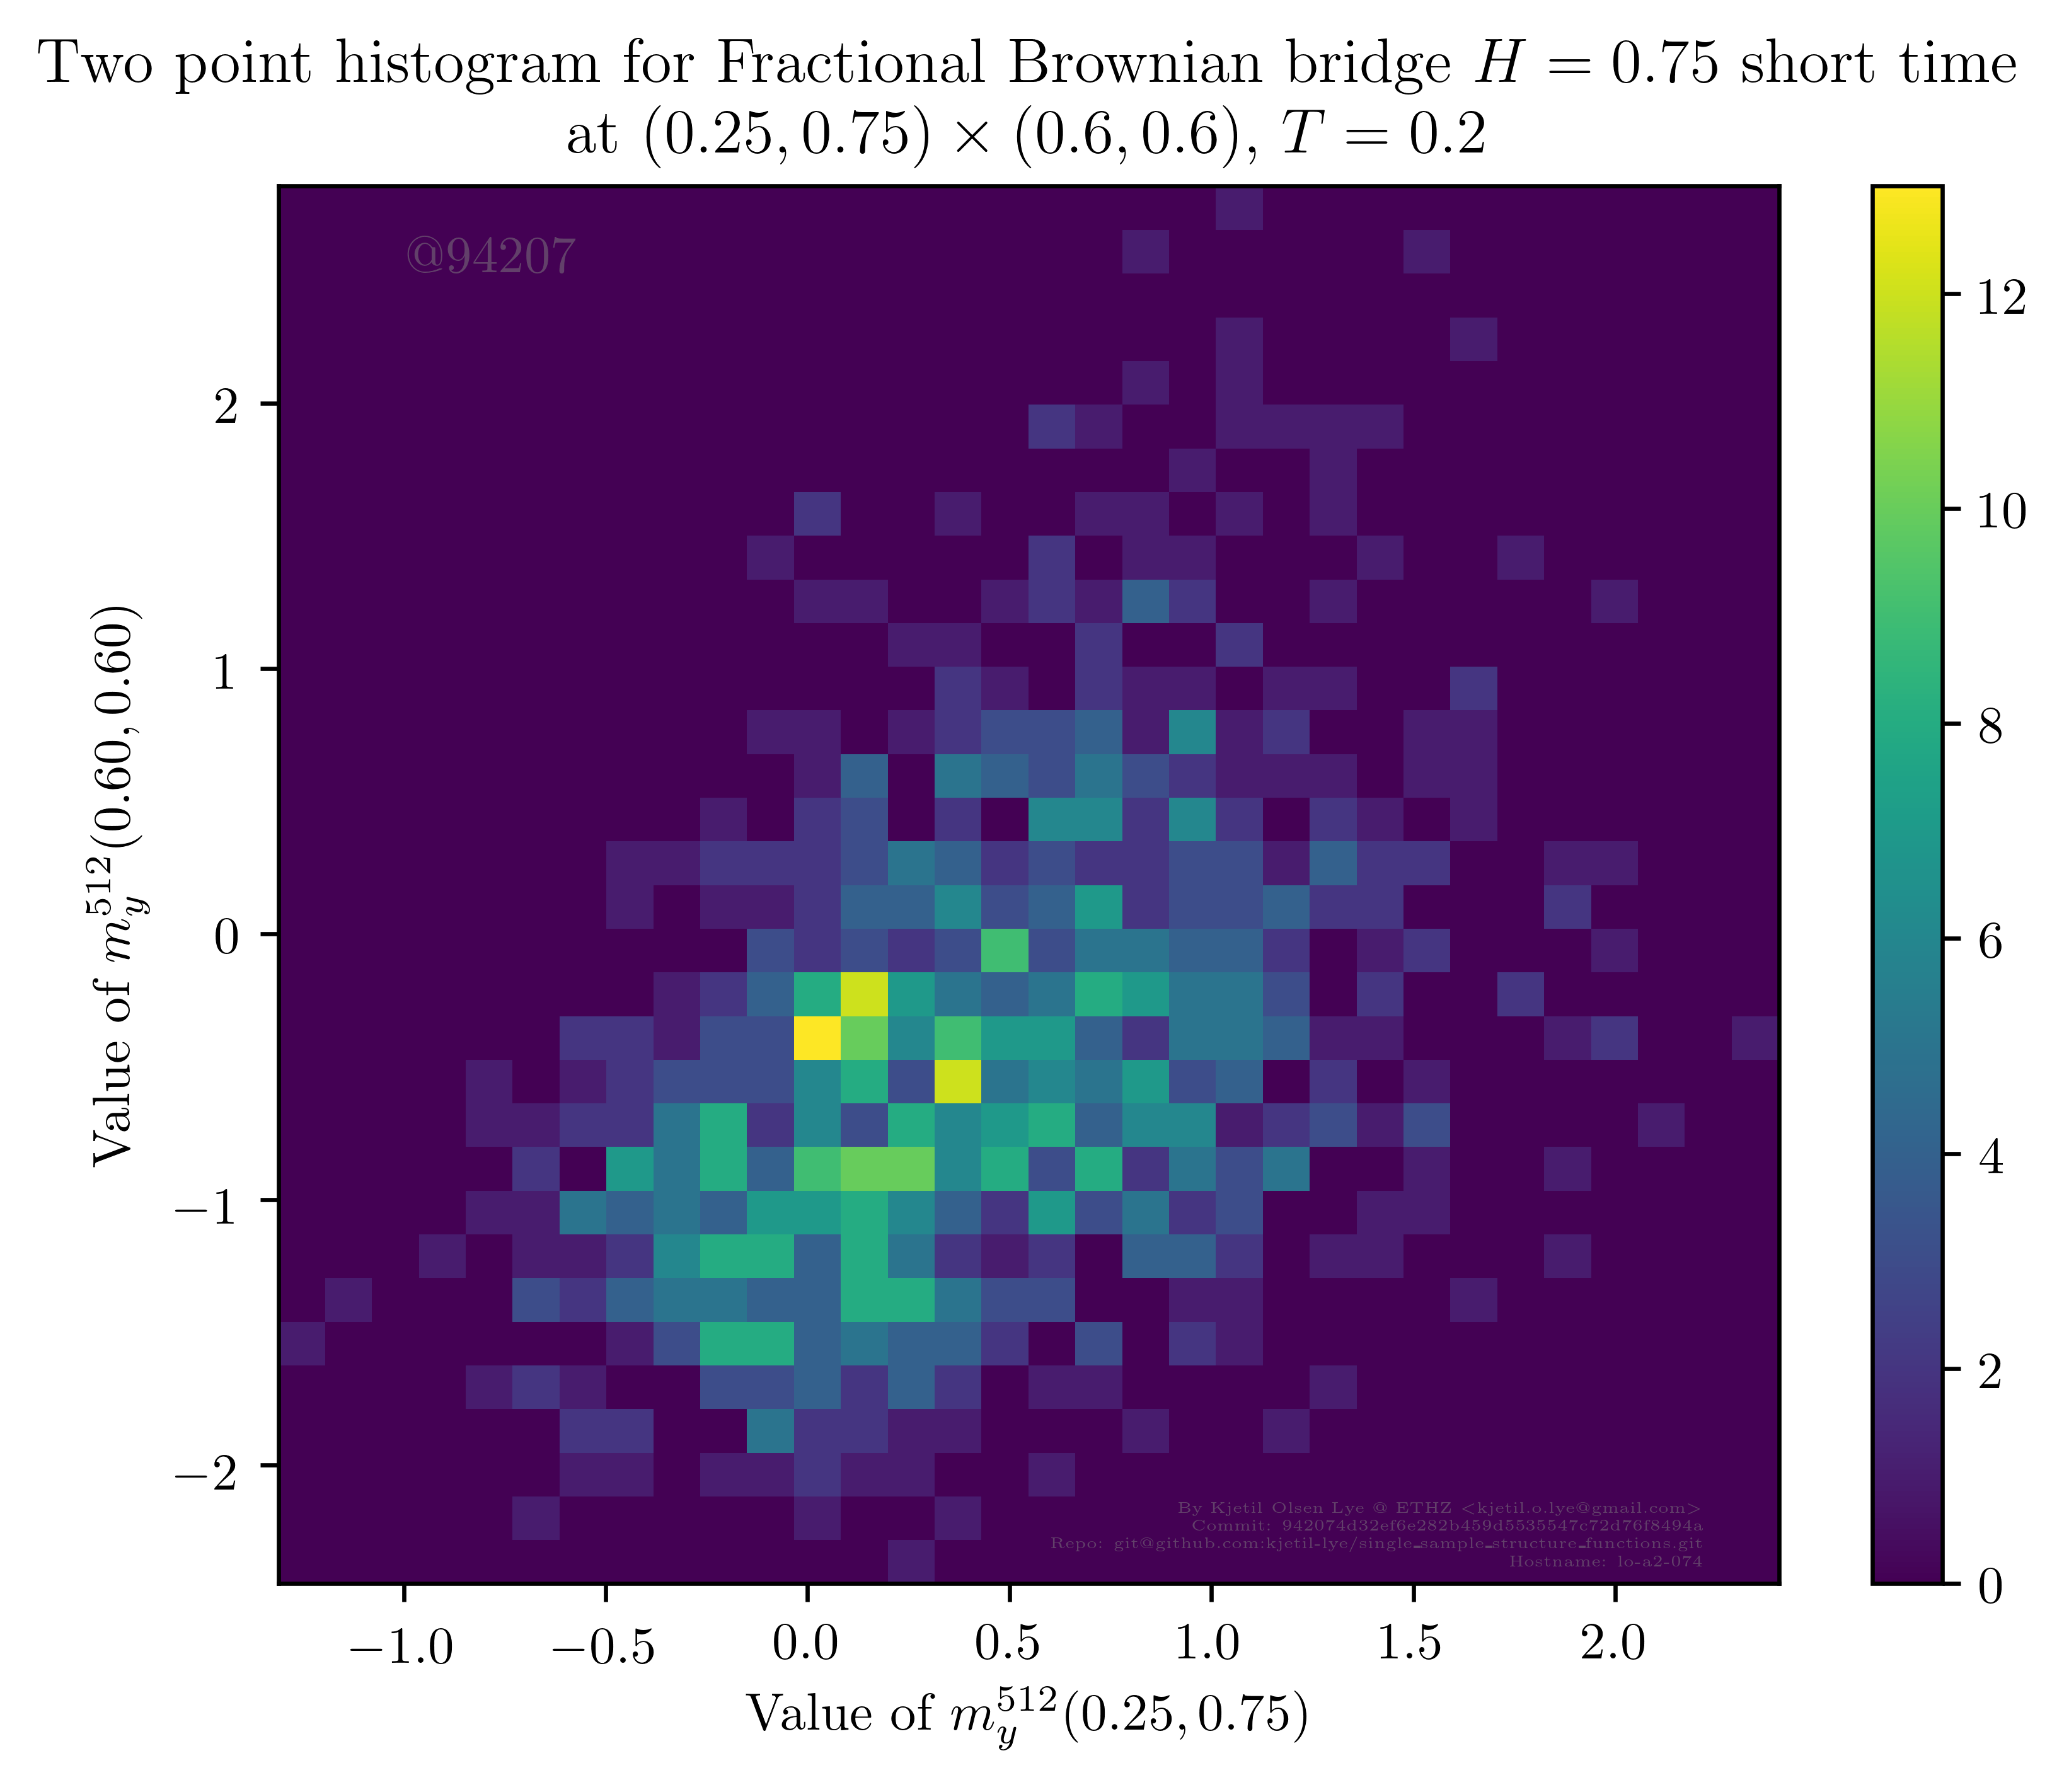 Two point histogram for Fractional Brownian bridge H = 0.75 short time
at (0.25, 0.75) × (0.6, 0.6), T = 0.2
@94207
12
10
8
6
4
2
0
2
1
0
−1
−2
Value of m_y^512(0.60, 0.60)
By Kjetil Olsen Lye @ ETHZ <kjetil.o.lye@gmail.com>
Commit: 942074d32ef6e282b459d5535547c72d76f8494a
Repo: git@github.com:kjetil-lye/single_sample_structure_functions.git
Hostname: lo-a2-074
−1.0 −0.5 0.0 0.5 1.0 1.5 2.0
Value of m_y^512(0.25, 0.75)